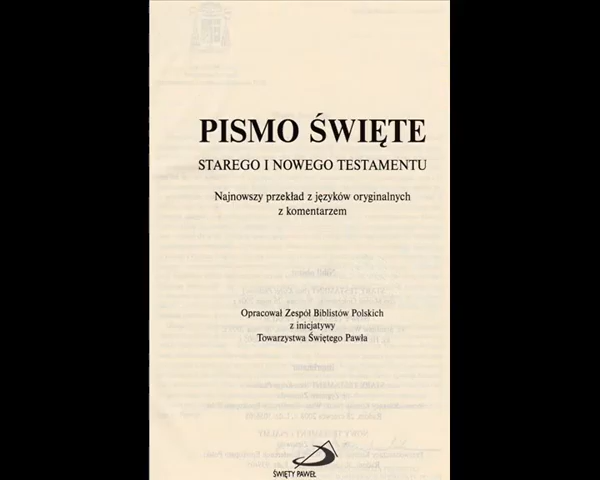 PISMO ŚWIĘTE
STAREGO I NOWEGO TESTAMENTU
Najnowszy przekład z języków oryginalnych
z komentarzem
Opracował Zespół Biblistów Polskich
z inicjatywy
Towarzystwa Świętego Pawła
ŚWIĘTY PAWEŁ